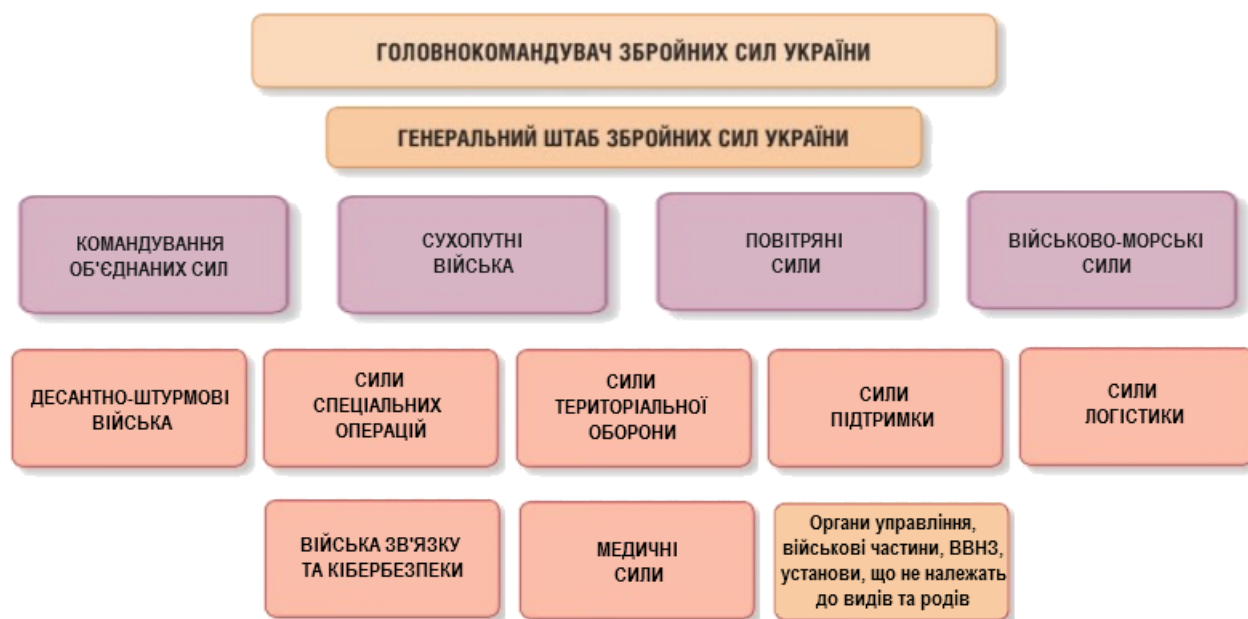 ГОЛОВНОКОМАНДУВАЧ ЗБРОЙНИХ СИЛ УКРАЇНИ
ГЕНЕРАЛЬНИЙ ШТАБ ЗБРОЙНИХ СИЛ УКРАЇНИ
КОМАНДУВАННЯ
ОБ'ЄДНАНИХ СИЛ
СУХОПУТНІ
ВІЙСЬКА
ПОВІТРЯНІ
СИЛИ
ВІЙСЬКОВО-МОРСЬКІ
СИЛИ
ДЕСАНТНО-ШТУРМОВІ
ВІЙСЬКА
СИЛИ
СПЕЦІАЛЬНИХ
ОПЕРАЦІЙ
СИЛИ
ТЕРИТОРІАЛЬНОЇ
ОБОРОНИ
СИЛИ
ПІДТРИМКИ
СИЛИ
ЛОГІСТИКИ
ВІЙСЬКА ЗВ'ЯЗКУ
ТА КІБЕРБЕЗПЕКИ
МЕДИЧНІ
СИЛИ
Органи управління,
військові частини, ВВНЗ,
установи, що не належать
до видів та родів